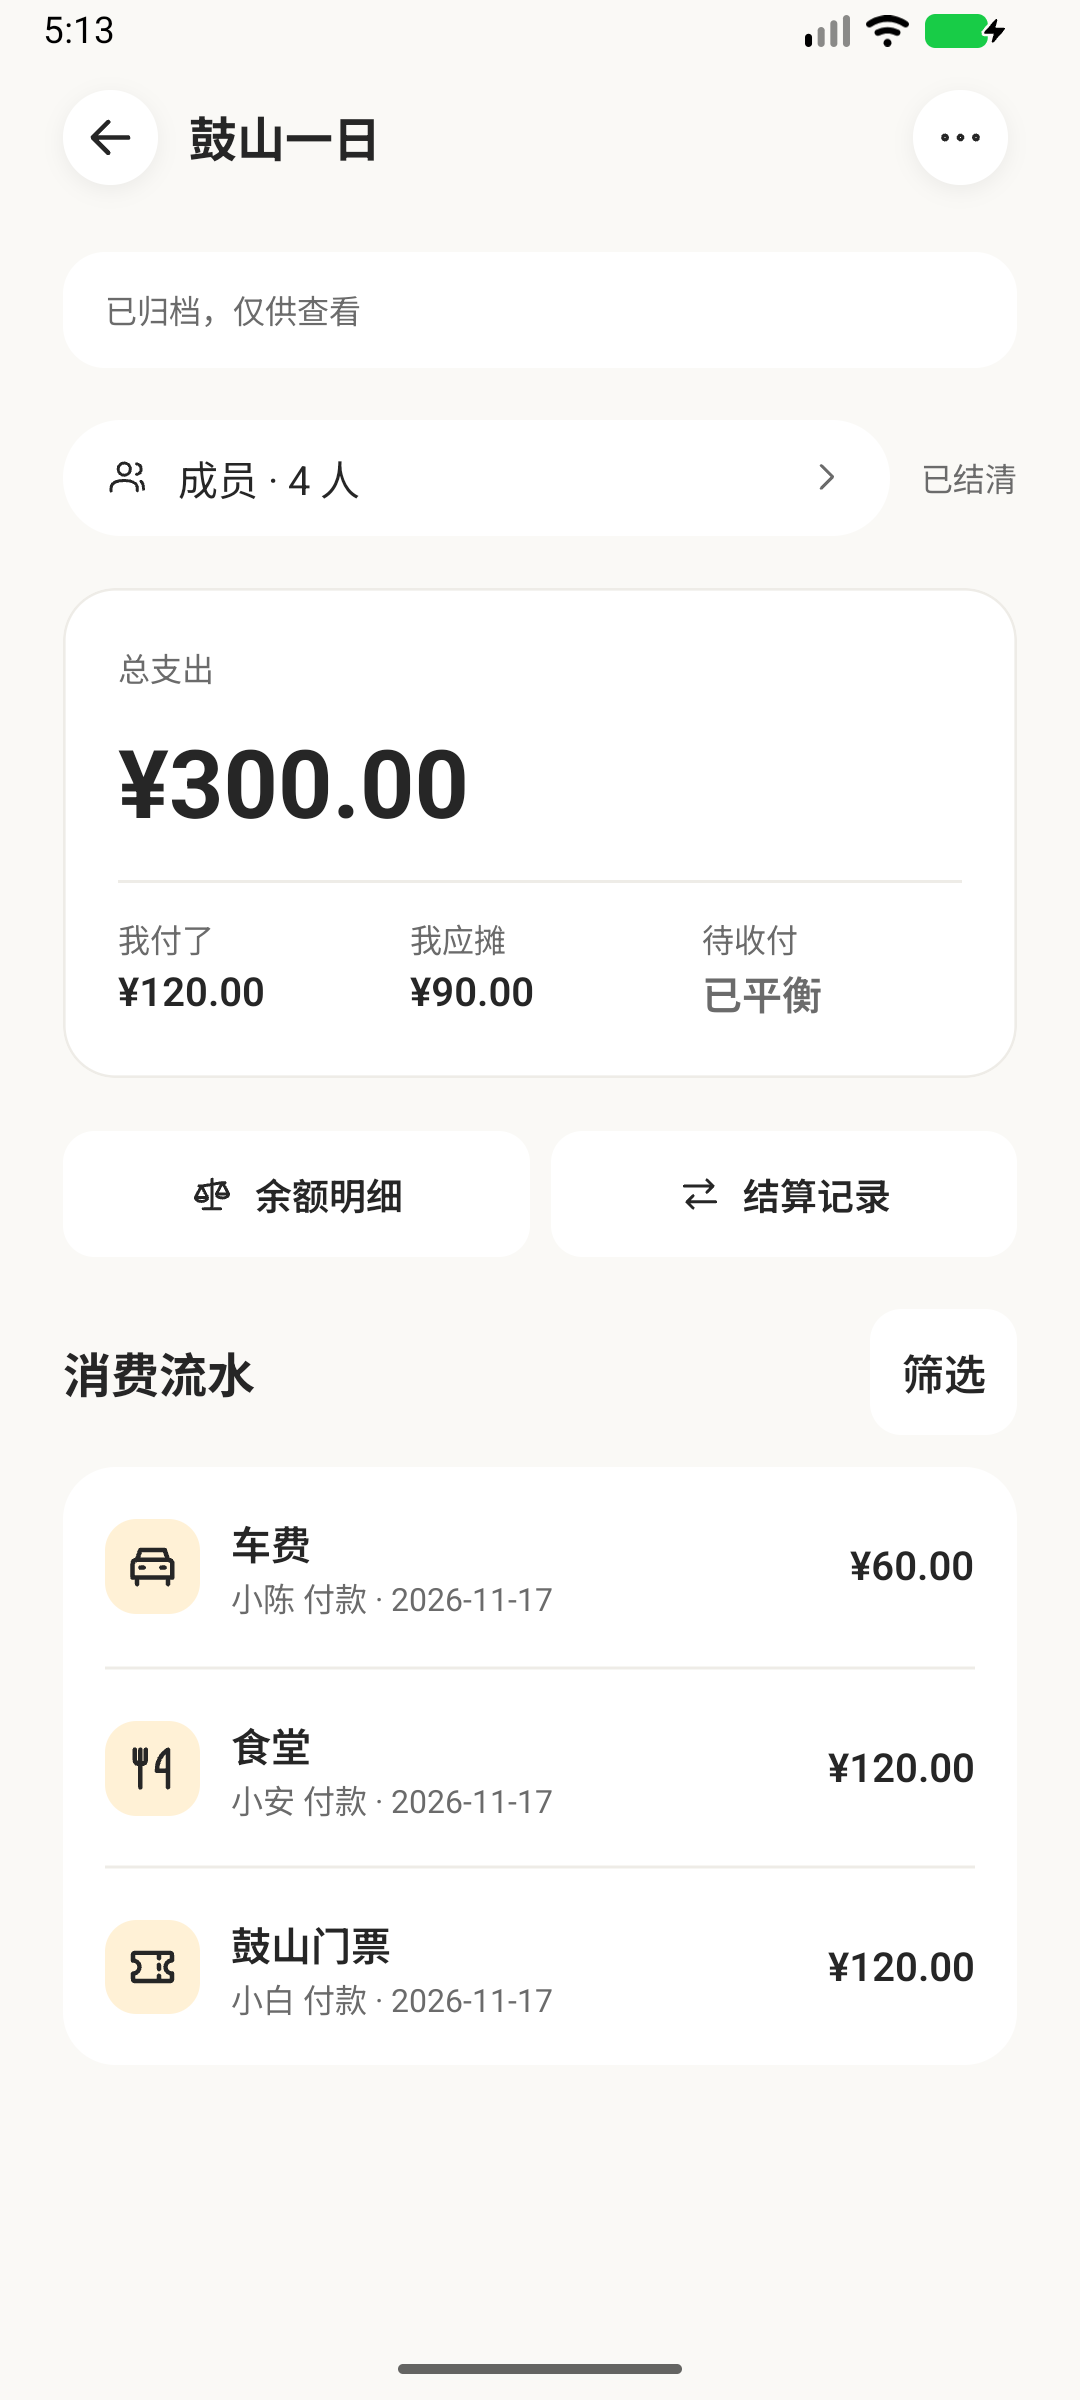 5:13
鼓山一日
已归档，仅供查看
成员 · 4 人
已结清
总支出
¥300.00
我付了
我应摊
待收付
¥120.00
¥90.00
已平衡
余额明细
结算记录
消费流水
筛选
车费
小陈 付款 · 2026-11-17
¥60.00
食堂
小安 付款 · 2026-11-17
¥120.00
鼓山门票
小白 付款 · 2026-11-17
¥120.00